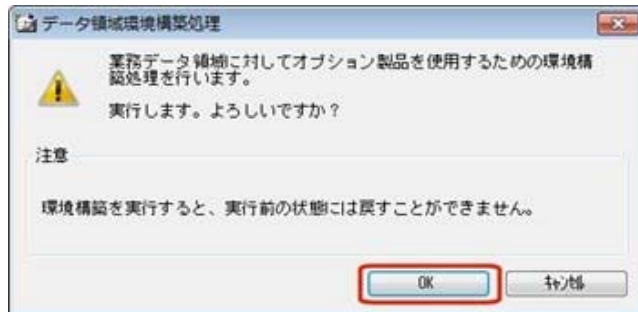 データ領域環境構築処理
業務データ領域に対してオプション製品を使用するための環境構
築処理を行います。
実行します。よろしいですか?
注意
環境構築を実行すると、実行前の状態には戻すことができません。
OK
ｷｬﾝｾﾙ